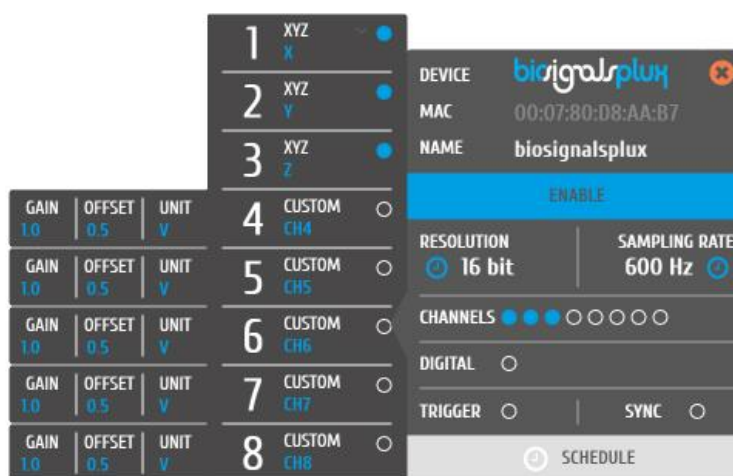 1 XYZ
X
2 XYZ
Y
3 XYZ
Z
GAIN OFFSET UNIT
1.0 0.5 V
4 CUSTOM
CH4
GAIN OFFSET UNIT
1.0 0.5 V
5 CUSTOM
CH5
GAIN OFFSET UNIT
1.0 0.5 V
6 CUSTOM
CH6
GAIN OFFSET UNIT
1.0 0.5 V
7 CUSTOM
CH7
GAIN OFFSET UNIT
1.0 0.5 V
8 CUSTOM
CH8
DEVICE biosignalsplux
MAC 00:07:80:D8:AA:B7
NAME biosignalsplux
ENABLE
RESOLUTION SAMPLING RATE
16 bit 600 Hz
CHANNELS
DIGITAL
TRIGGER SYNC
SCHEDULE